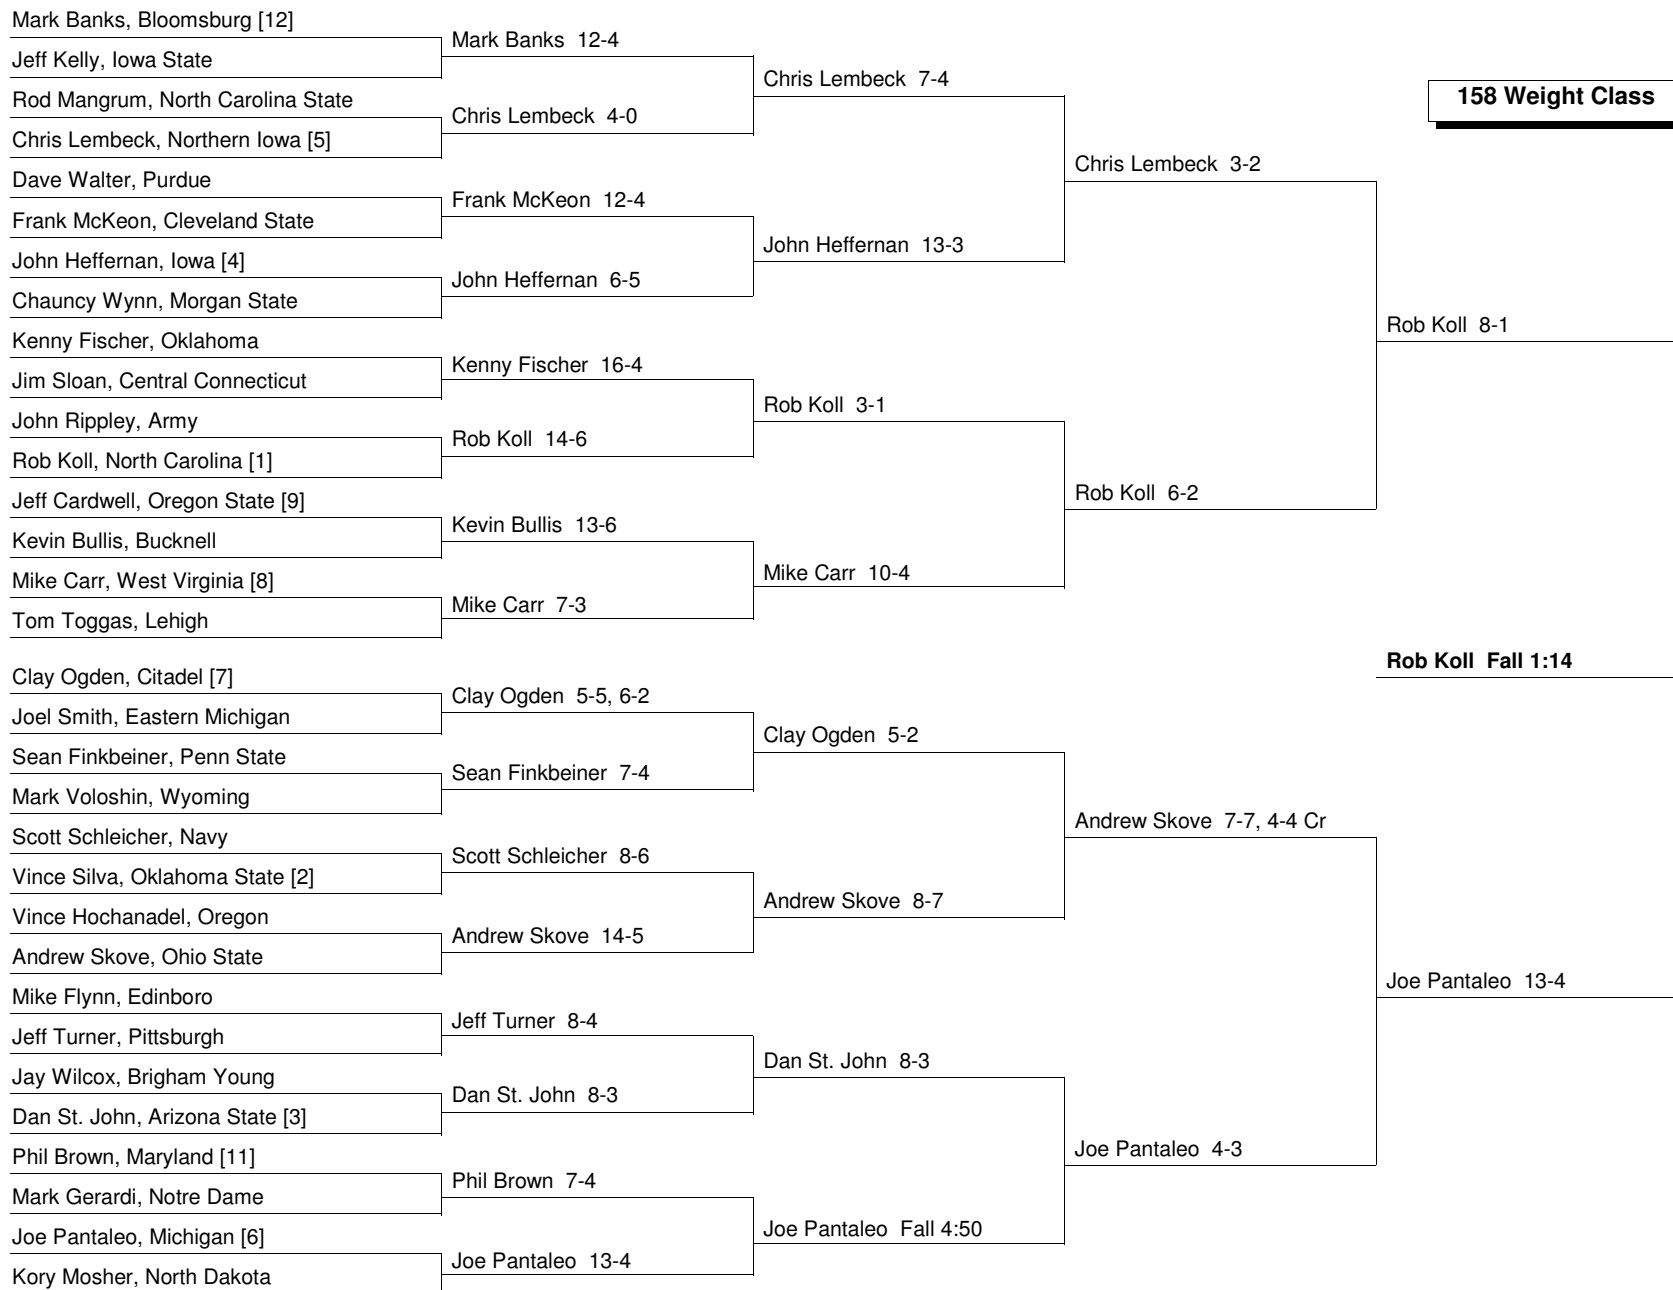 158 Weight Class
Mark Banks, Bloomsburg [12]
Jeff Kelly, Iowa State
Rod Mangrum, North Carolina State
Chris Lembeck, Northern Iowa [5]
Dave Walter, Purdue
Frank McKeon, Cleveland State
John Heffernan, Iowa [4]
Chauncy Wynn, Morgan State
Kenny Fischer, Oklahoma
Jim Sloan, Central Connecticut
John Rippley, Army
Rob Koll, North Carolina [1]
Jeff Cardwell, Oregon State [9]
Kevin Bullis, Bucknell
Mike Carr, West Virginia [8]
Tom Toggas, Lehigh
Clay Ogden, Citadel [7]
Joel Smith, Eastern Michigan
Sean Finkbeiner, Penn State
Mark Voloshin, Wyoming
Scott Schleicher, Navy
Vince Silva, Oklahoma State [2]
Vince Hochanadel, Oregon
Andrew Skove, Ohio State
Mike Flynn, Edinboro
Jeff Turner, Pittsburgh
Jay Wilcox, Brigham Young
Dan St. John, Arizona State [3]
Phil Brown, Maryland [11]
Mark Gerardi, Notre Dame
Joe Pantaleo, Michigan [6]
Kory Mosher, North Dakota
Mark Banks 12-4
Chris Lembeck 4-0
Frank McKeon 12-4
John Heffernan 6-5
Kenny Fischer 16-4
Rob Koll 14-6
Kevin Bullis 13-6
Mike Carr 7-3
Clay Ogden 5-5, 6-2
Sean Finkbeiner 7-4
Scott Schleicher 8-6
Andrew Skove 14-5
Jeff Turner 8-4
Dan St. John 8-3
Phil Brown 7-4
Joe Pantaleo 13-4
Chris Lembeck 7-4
John Heffernan 13-3
Rob Koll 3-1
Mike Carr 10-4
Clay Ogden 5-2
Andrew Skove 8-7
Dan St. John 8-3
Joe Pantaleo Fall 4:50
Chris Lembeck 3-2
Rob Koll 6-2
Andrew Skove 7-7, 4-4 Cr
Joe Pantaleo 4-3
Rob Koll 8-1
Joe Pantaleo 13-4
Rob Koll Fall 1:14